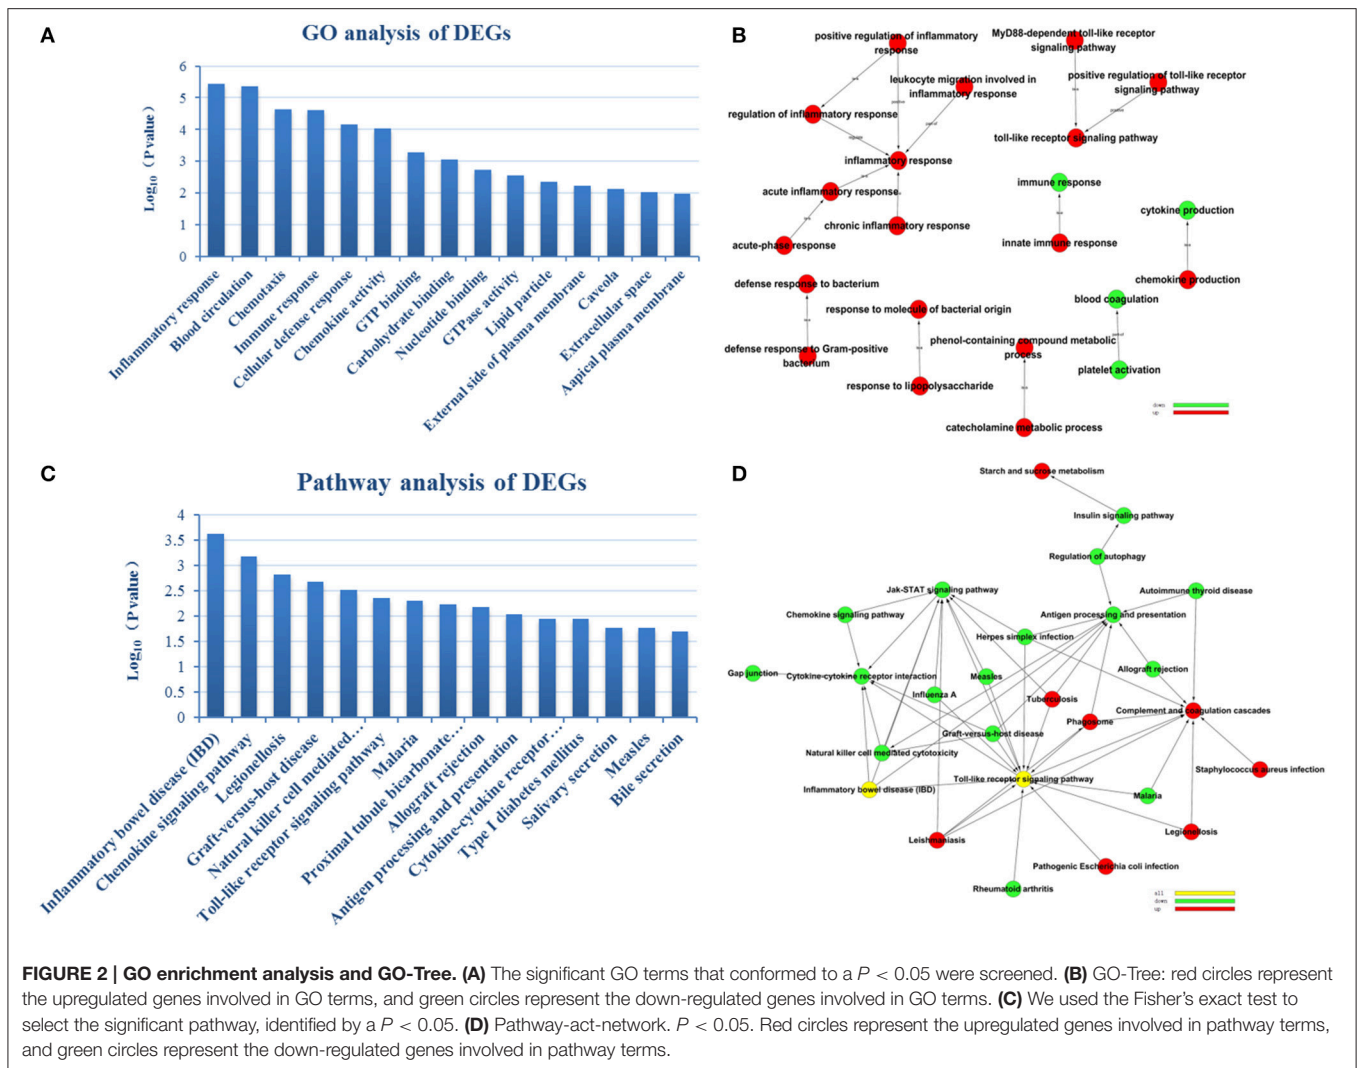 A
GO analysis of DEGs
Log10 (Pvalue)
6
5
4
3
2
1
0
Inflammatory response
Blood circulation
Chemotaxis
Immune response
Cellular defense response
Chemokine activity
GTP binding
Carbohydrate binding
Nucleotide binding
GTPase activity
Lipid particle
External side of plasma membrane
Caveola
Extracellular space
Aapical plasma membrane
B
positive regulation of inflammatory
response
MyD88-dependent toll-like receptor
signaling pathway
leukocyte migration involved in
inflammatory response
positive regulation of toll-like receptor
signaling pathway
regulation of inflammatory response
toll-like receptor signaling pathway
inflammatory response
immune response
acute inflammatory response
cytokine production
chronic inflammatory response
acute-phase response
innate immune response
chemokine production
defense response to bacterium
blood coagulation
response to molecule of bacterial origin
phenol-containing compound metabolic
process
defense response to Gram-positive
bacterium
platelet activation
response to lipopolysaccharide
catecholamine metabolic process
down
up
C
Pathway analysis of DEGs
Log10 (Pvalue)
4
3.5
3
2.5
2
1.5
1
0.5
0
Inflammatory bowel disease (IBD)
Chemokine signaling pathway
Legionellosis
Graft-versus-host disease
Natural killer cell mediated…
Toll-like receptor signaling pathway
Malaria
Proximal tubule bicarbonate…
Allograft rejection
Antigen processing and presentation
Cytokine-cytokine receptor…
Type I diabetes mellitus
Salivary secretion
Measles
Bile secretion
D
Starch and sucrose metabolism
Insulin signaling pathway
Regulation of autophagy
Jak-STAT signaling pathway
Autoimmune thyroid disease
Chemokine signaling pathway
Antigen processing and presentation
Herpes simplex infection
Gap junction
Cytokine-cytokine receptor interaction
Measles
Allograft rejection
Influenza A
Tuberculosis
Complement and coagulation cascades
Phagosome
Graft-versus-host disease
Natural killer cell mediated cytotoxicity
Staphylococcus aureus infection
Toll-like receptor signaling pathway
Inflammatory bowel disease (IBD)
Malaria
Legionellosis
Leishmaniasis
Pathogenic Escherichia coli infection
Rheumatoid arthritis
all
down
up
FIGURE 2 | GO enrichment analysis and GO-Tree. (A) The significant GO terms that conformed to a P < 0.05 were screened. (B) GO-Tree: red circles represent
the upregulated genes involved in GO terms, and green circles represent the down-regulated genes involved in GO terms. (C) We used the Fisher's exact test to
select the significant pathway, identified by a P < 0.05. (D) Pathway-act-network. P < 0.05. Red circles represent the upregulated genes involved in pathway terms,
and green circles represent the down-regulated genes involved in pathway terms.